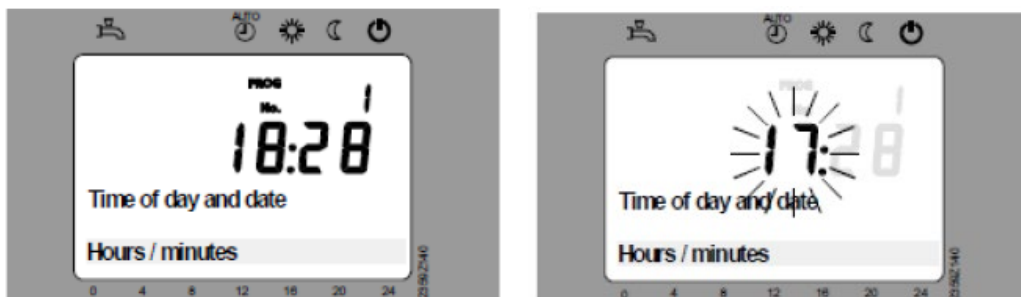 AUTO
PROG
No. 1
18:28
Time of day and date
Hours / minutes
0 4 8 12 16 20 24
2359Z140
AUTO
PROG
1
17:28
Time of day and date
Hours / minutes
0 4 8 12 16 20 24
2359Z140